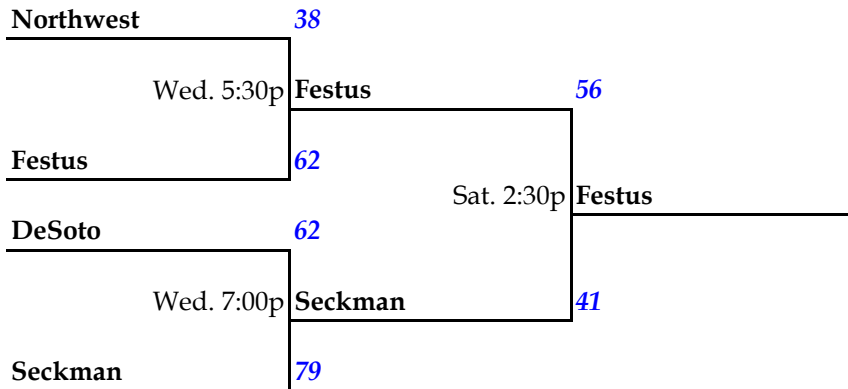 Northwest 38
Wed. 5:30p Festus 56
Festus 62
Sat. 2:30p Festus
DeSoto 62
Wed. 7:00p Seckman 41
Seckman 79